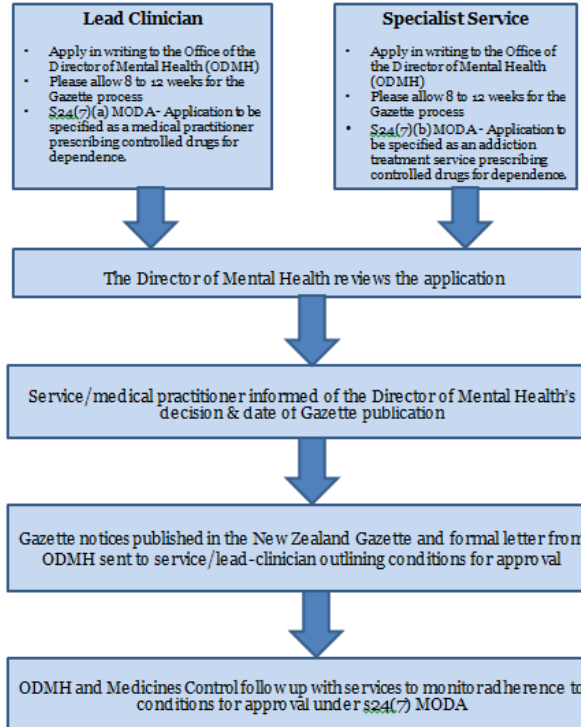 Lead Clinician
• Apply in writing to the Office of the
Director of Mental Health (ODMH)
• Please allow 8 to 12 weeks for the
Gazette process
• S24(7)(a) MODA- Application to be
specified as a medical practitioner
prescribing controlled drugs for
dependence.
Specialist Service
• Apply in writing to the Office of
the Director of Mental Health
(ODMH)
• Please allow 8 to 12 weeks for the
Gazette process
• S24(7)(b) MODA- Application to
be specified as an addiction
treatment service prescribing
controlled drugs for dependence.
The Director of Mental Health reviews the application
Service/medical practitioner informed of the Director of Mental Health's
decision & date of Gazette publication
Gazette notices published in the New Zealand Gazette and formal letter from
ODMH sent to service/lead-clinician outlining conditions for approval
ODMH and Medicines Control follow up with services to monitor adherence to
conditions for approval under s24(7) MODA